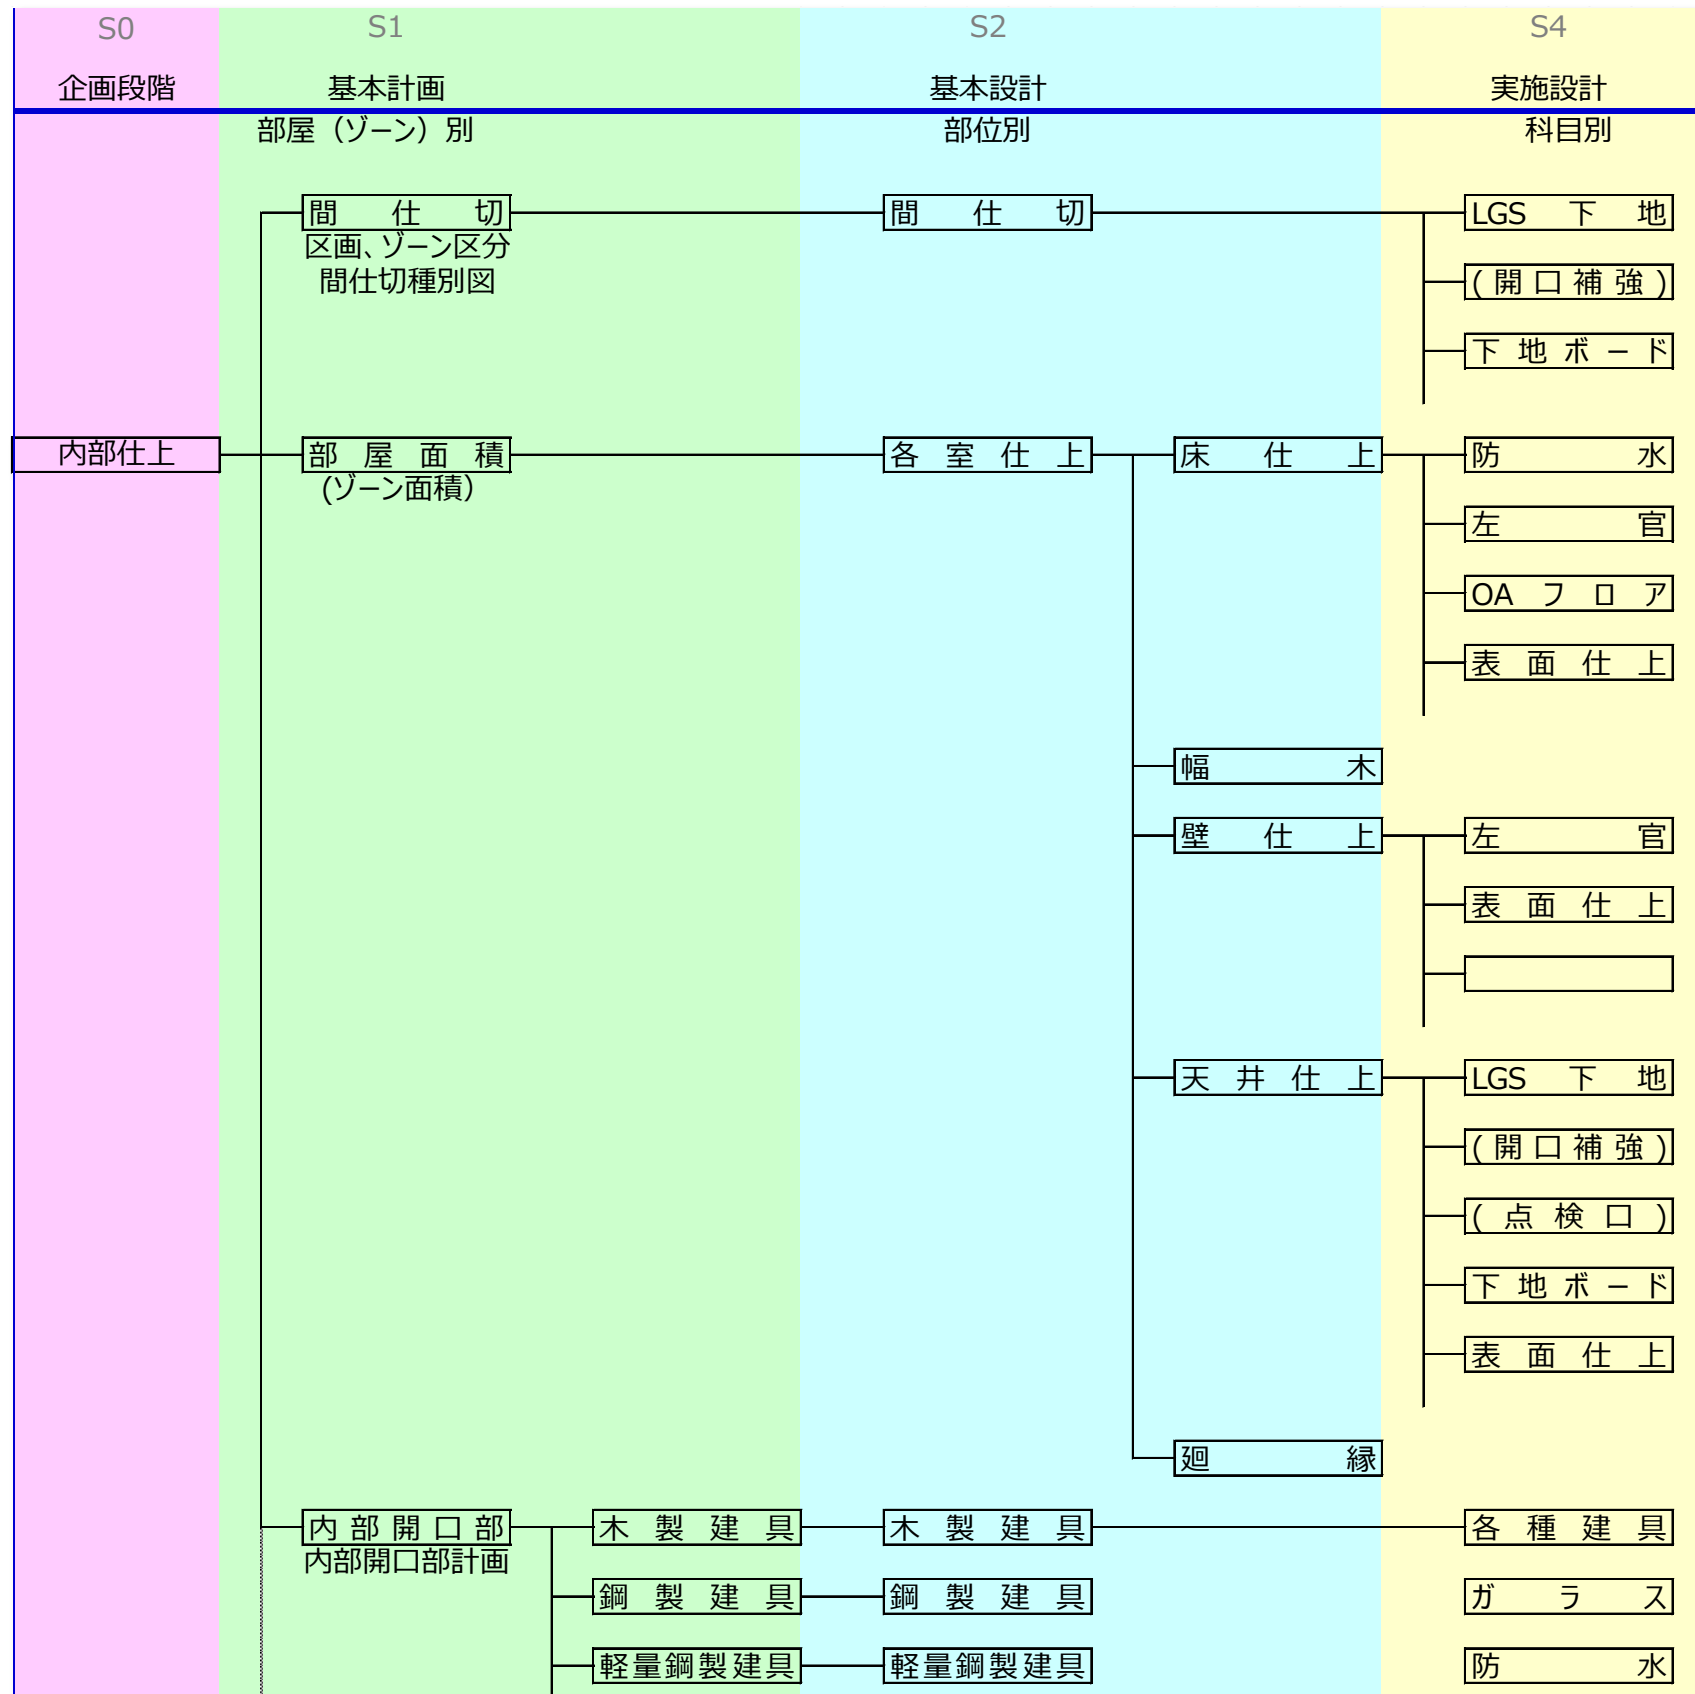 S0 S1 S2 S4
企画段階 基本計画 基本設計 実施設計
部屋（ゾーン）別 部位別 科目別
間仕切 間仕切 LGS下地
区画、ゾーン区分
間仕切種別図
(開口補強)
下地ボード
内部仕上 部屋面積 各室仕上 床仕上 防水
(ゾーン面積）
左官
OAフロア
表面仕上
幅木
壁仕上 左官
表面仕上
天井仕上 LGS下地
(開口補強)
(点検口)
下地ボード
表面仕上
廻縁
内部開口部 木製建具 木製建具 各種建具
内部開口部計画
鋼製建具 鋼製建具 ガラス
軽量鋼製建具 軽量鋼製建具 防水